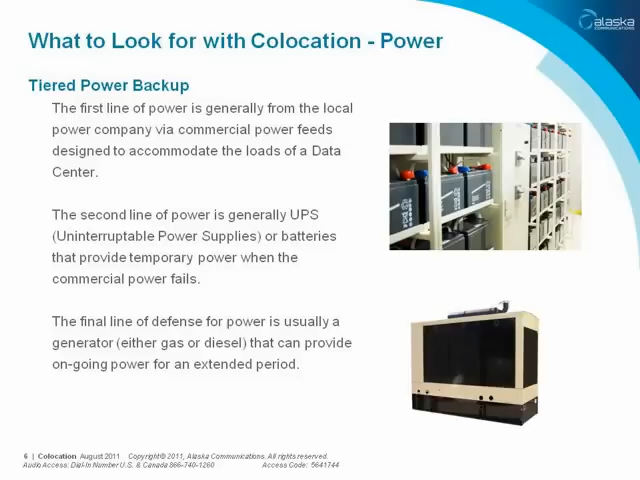 alaska
COMMUNICATIONS
What to Look for with Colocation - Power
Tiered Power Backup
The first line of power is generally from the local
power company via commercial power feeds
designed to accommodate the loads of a Data
Center.
The second line of power is generally UPS
(Uninterruptable Power Supplies) or batteries
that provide temporary power when the
commercial power fails.
The final line of defense for power is usually a
generator (either gas or diesel) that can provide
on-going power for an extended period.
6 | Colocation August 2011 Copyright © 2011, Alaska Communications. All rights reserved.
Audio Access: Dial-In Number U.S. & Canada 866-740-1260 Access Code: 5641744